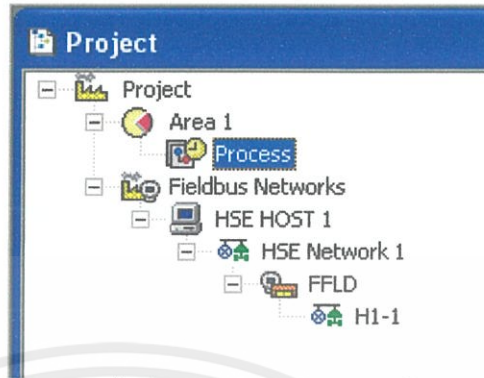 Project
Project
Area 1
Process
Fieldbus Networks
HSE HOST 1
HSE Network 1
FFLD
H1-1